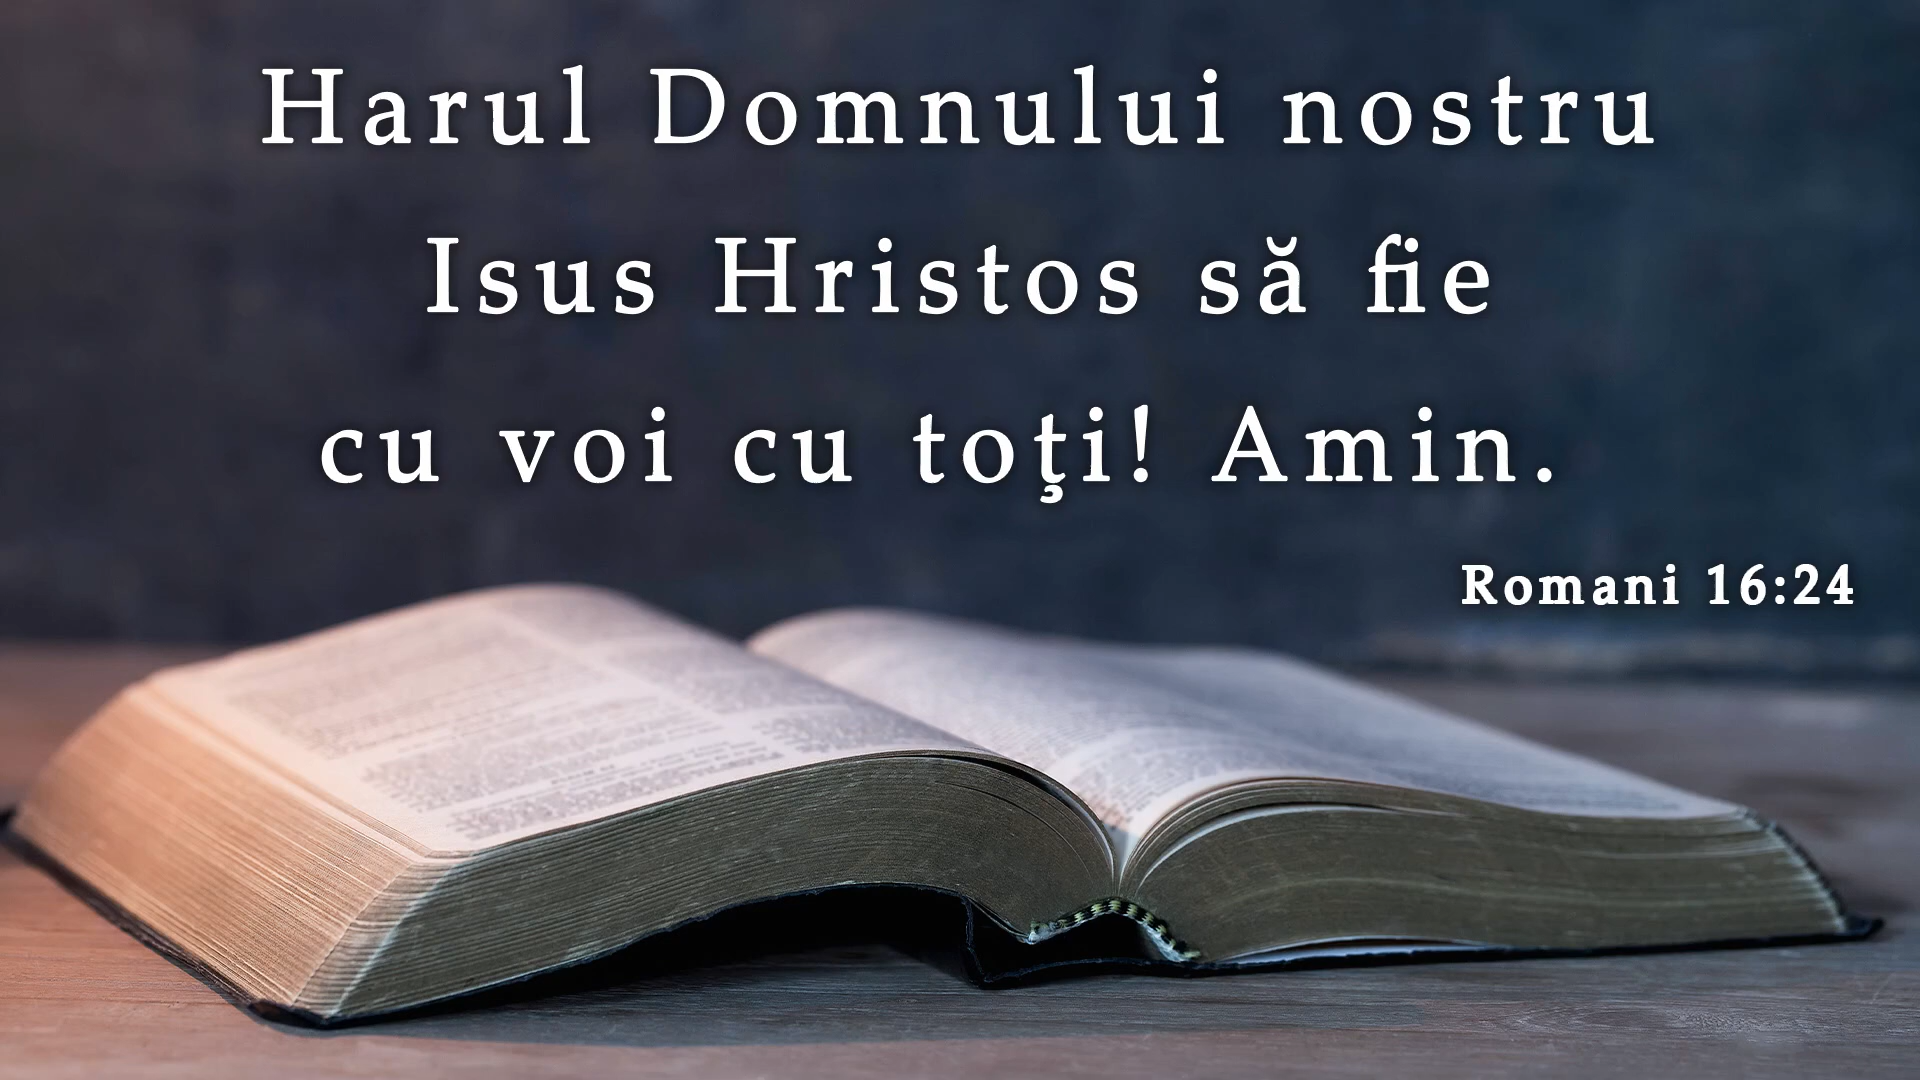 Harul Domnului nostru
Isus Hristos să fie
cu voi cu toţi! Amin.
Romani 16:24